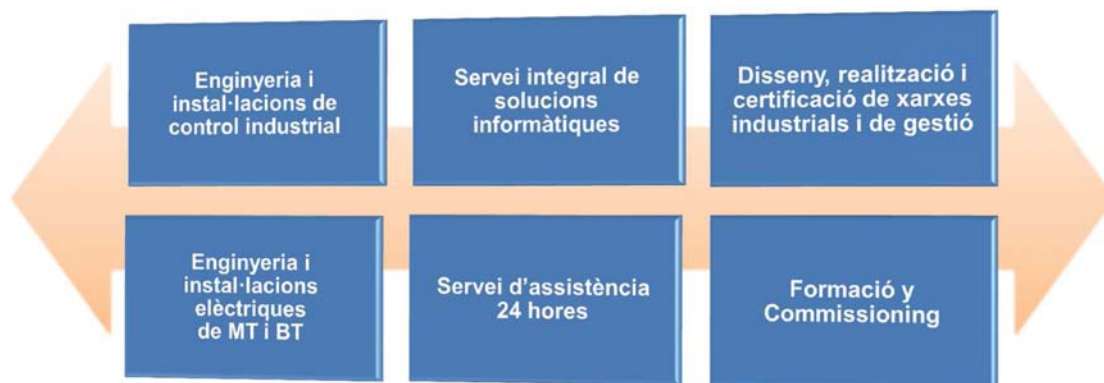 Enginyeria i
instal·lacions de
control industrial
Servei integral de
solucions
informàtiques
Disseny, realització i
certificació de xarxes
industrials i de gestió
Enginyeria i
instal·lacions
elèctriques
de MT i BT
Servei d’assistència
24 hores
Formació y
Commissioning